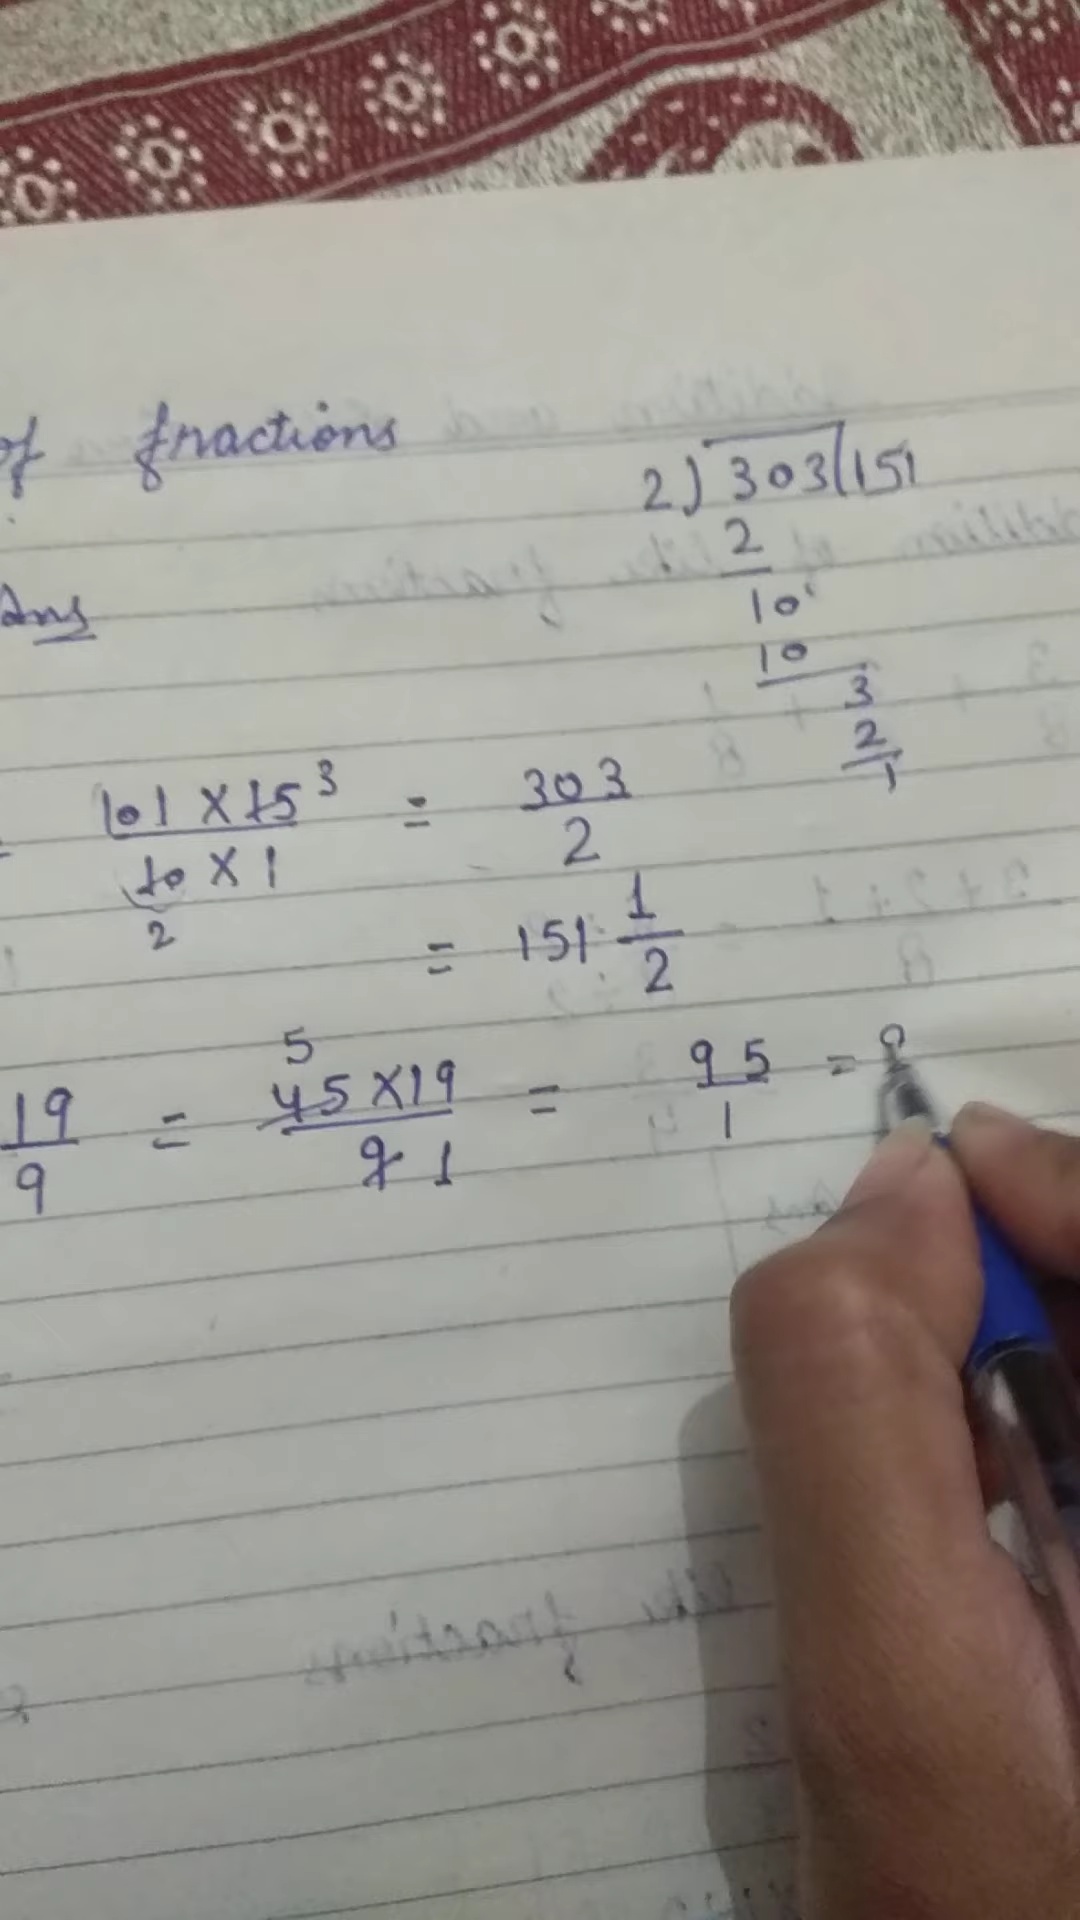 of fractions
2)303(151
2
10
10
3
2
1
Ans
101 × 15 3 = 303
10 × 1 2
2
= 151 1/2
19/9 = 5 45 × 19 / 9 1 = 95/1 = 9